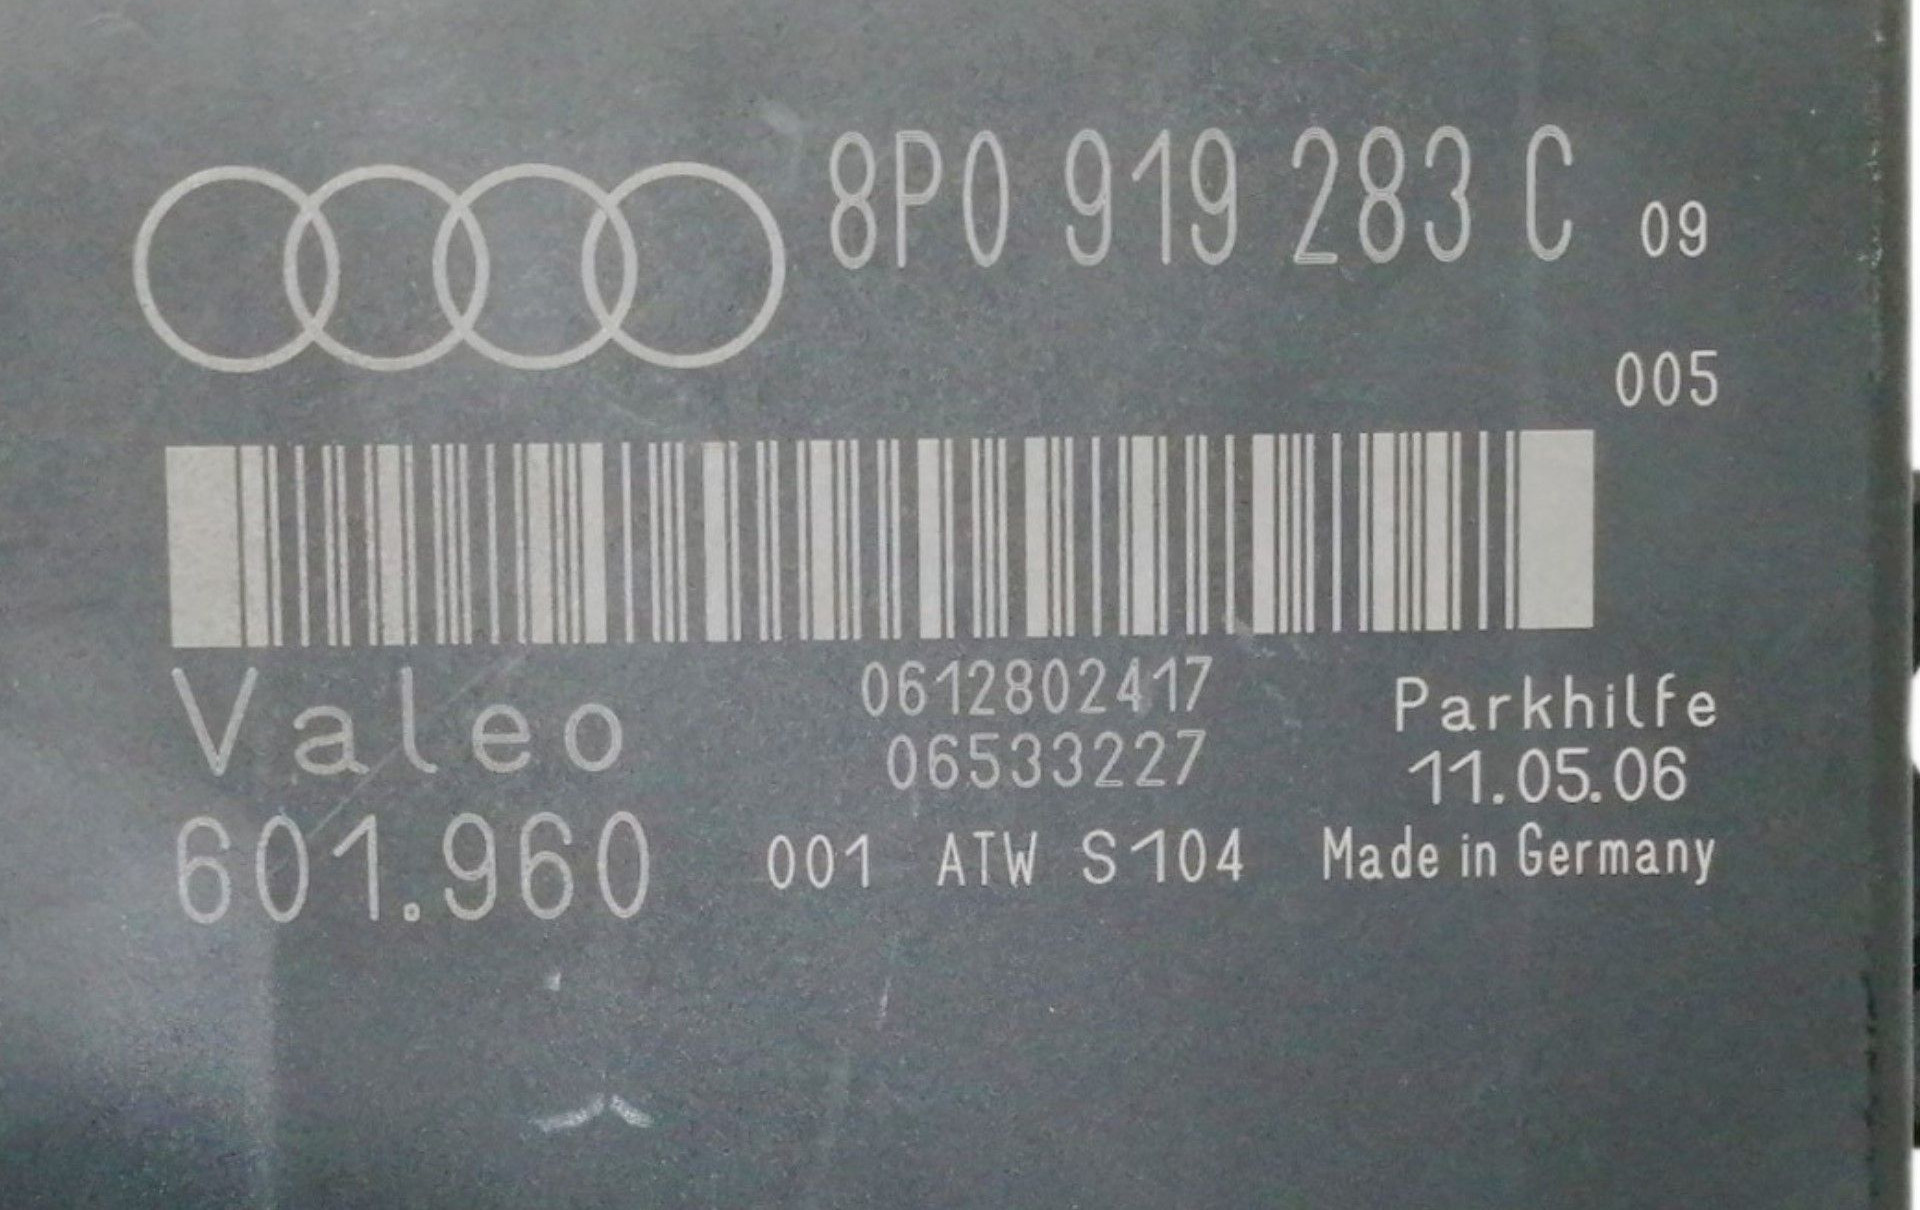 8P0 919 283 C 09
005
Valeo
0612802417
06533227
Parkhilfe
11.05.06
601.960
001 ATW S104
Made in Germany